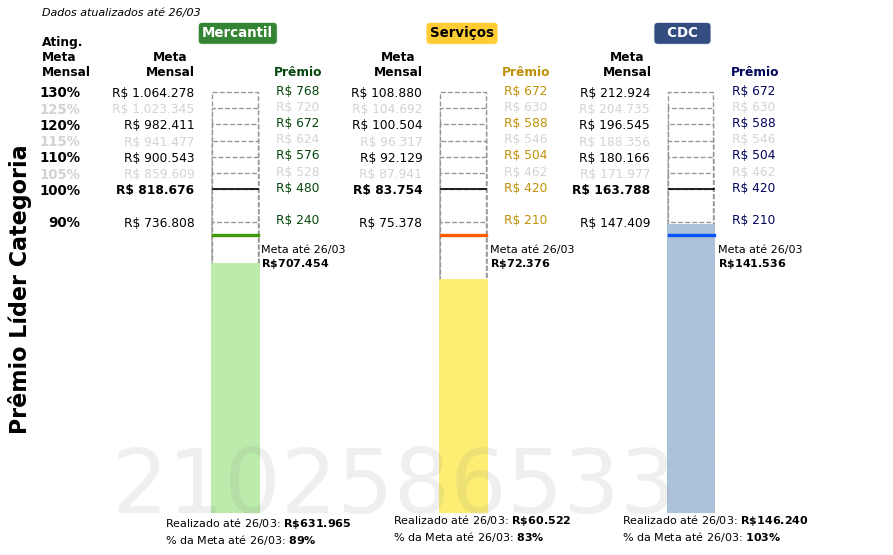 Dados atualizados até 26/03
Mercantil Serviços CDC
Ating.
Meta Meta Meta Meta
Mensal Mensal Prêmio Mensal Prêmio Mensal Prêmio
130% R$ 1.064.278 R$ 768 R$ 108.880 R$ 672 R$ 212.924 R$ 672
125% R$ 1.023.345 R$ 720 R$ 104.692 R$ 630 R$ 204.735 R$ 630
120% R$ 982.411 R$ 672 R$ 100.504 R$ 588 R$ 196.545 R$ 588
115% R$ 941.477 R$ 624 R$ 96.317 R$ 546 R$ 188.356 R$ 546
110% R$ 900.543 R$ 576 R$ 92.129 R$ 504 R$ 180.166 R$ 504
105% R$ 859.609 R$ 528 R$ 87.941 R$ 462 R$ 171.977 R$ 462
100% R$ 818.676 R$ 480 R$ 83.754 R$ 420 R$ 163.788 R$ 420
90% R$ 736.808 R$ 240 R$ 75.378 R$ 210 R$ 147.409 R$ 210
Meta até 26/03 Meta até 26/03 Meta até 26/03
R$707.454 R$72.376 R$141.536
Prêmio Líder Categoria
2102586533
Realizado até 26/03: R$631.965 Realizado até 26/03: R$60.522 Realizado até 26/03: R$146.240
% da Meta até 26/03: 89% % da Meta até 26/03: 83% % da Meta até 26/03: 103%